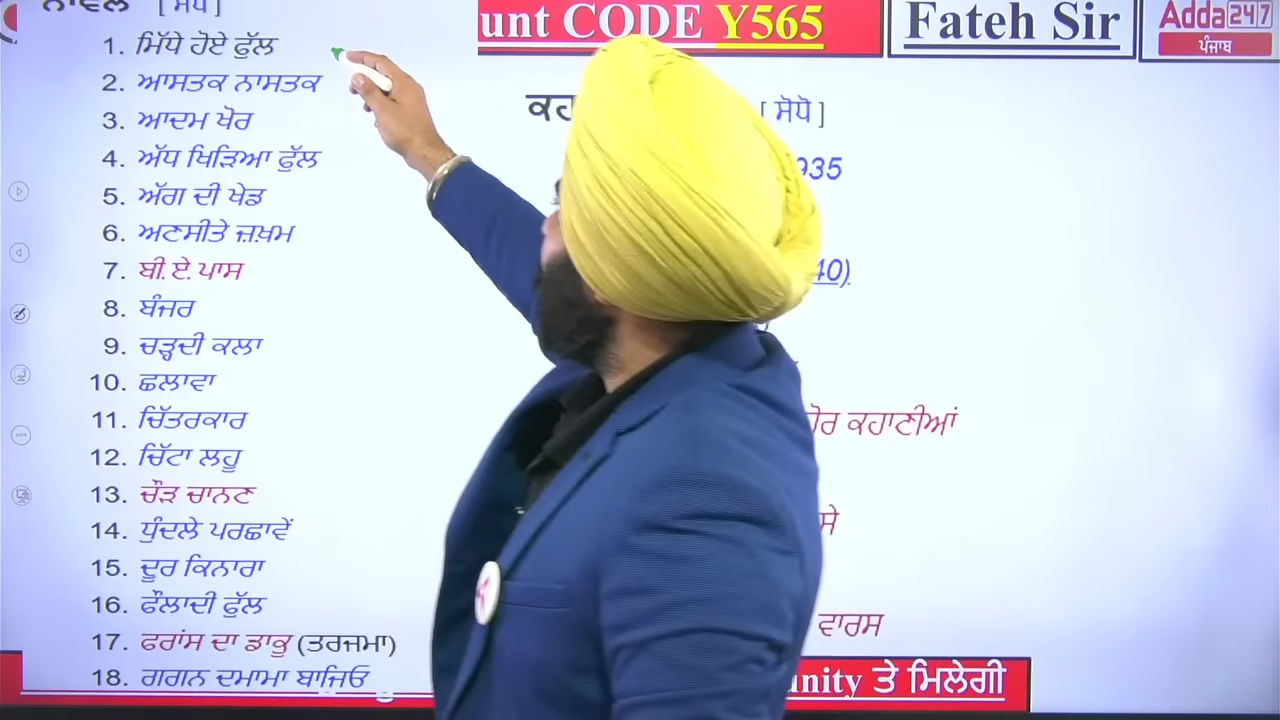 [ ਸੋਧੋ ]
1. ਮਿੱਧੇ ਹੋਏ ਫੁੱਲ
2. ਆਸਤਕ ਨਾਸਤਕ
3. ਆਦਮ ਖੋਰ
4. ਅੱਧ ਖਿੜਿਆ ਫੁੱਲ
5. ਅੱਗ ਦੀ ਖੇਡ
6. ਅਣਸੀਤੇ ਜ਼ਖ਼ਮ
7. ਬੀ. ਏ. ਪਾਸ
8. ਬੰਜਰ
9. ਚੜ੍ਹਦੀ ਕਲਾ
10. ਛਲਾਵਾ
11. ਚਿੱਤਰਕਾਰ
12. ਚਿੱਟਾ ਲਹੂ
13. ਚੌੜ ਚਾਨਣ
14. ਧੁੰਦਲੇ ਪਰਛਾਵੇਂ
15. ਦੂਰ ਕਿਨਾਰਾ
16. ਫੌਲਾਦੀ ਫੁੱਲ
17. ਫਰਾਂਸ ਦਾ ਡਾਕੂ (ਤਰਜਮਾ)
18. ਗਗਨ ਦਮਾਮਾ ਬਾਜਿਓ
unt CODE Y565
Fateh Sir
Adda247
ਪੰਜਾਬ
[ ਸੋਧੋ ]
935
40)
ਹੋਰ ਕਹਾਣੀਆਂ
ਸੇ
ਵਾਰਸ
unity ਤੇ ਮਿਲੇਗੀ